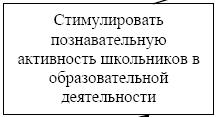 Стимулировать
познавательную
активность школьников в
образовательной
деятельности